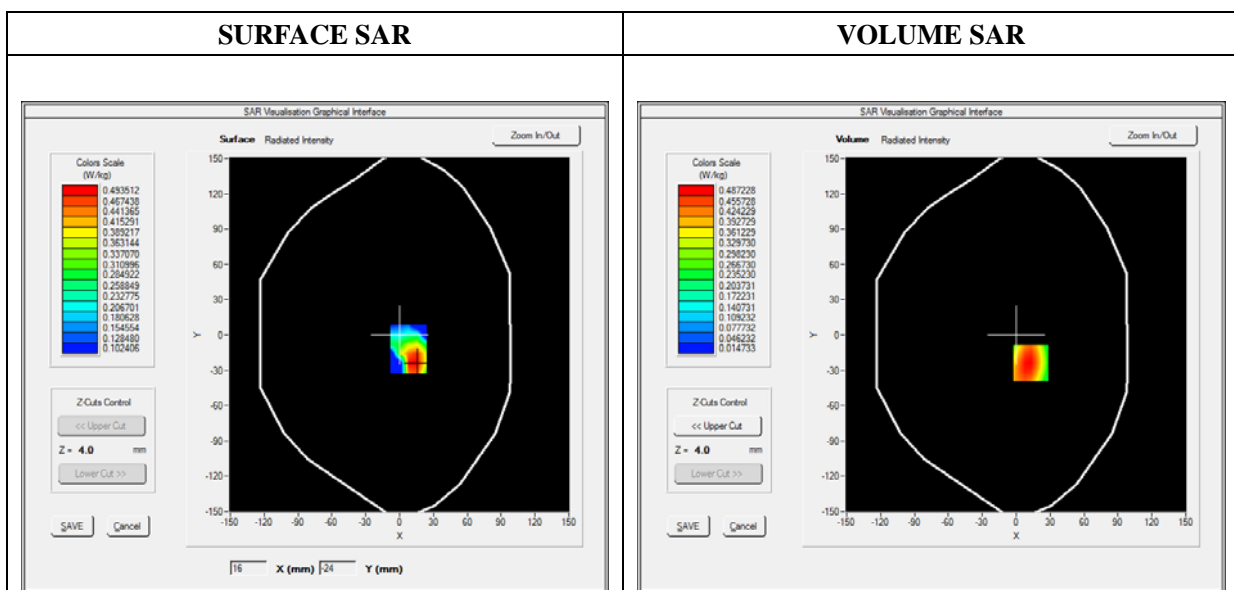 SURFACE SAR
VOLUME SAR
SAR Visualisation Graphical Interface
Surface Radiated Intensity
Zoom In/Out
Colors Scale
(W/kg)
0.493512
0.467438
0.441365
0.415291
0.389217
0.363144
0.337070
0.310996
0.284922
0.258849
0.232775
0.206701
0.180628
0.154554
0.128480
0.102406
Z-Cuts Control
<< Upper Cut
Z = 4.0 mm
Lower Cut >>
SAVE Cancel
150
120
90
60
30
0
-30
-60
-90
-120
-150
Y
-150 -120 -90 -60 -30 0 30 60 90 120 150
X
16 X (mm) -24 Y (mm)
SAR Visualisation Graphical Interface
Volume Radiated Intensity
Zoom In/Out
Colors Scale
(W/kg)
0.487228
0.455728
0.424229
0.392729
0.361229
0.329730
0.298230
0.266730
0.235230
0.203731
0.172231
0.140731
0.109232
0.077732
0.046232
0.014733
Z-Cuts Control
<< Upper Cut
Z = 4.0 mm
Lower Cut >>
SAVE Cancel
150
120
90
60
30
0
-30
-60
-90
-120
-150
Y
-150 -120 -90 -60 -30 0 30 60 90 120 150
X